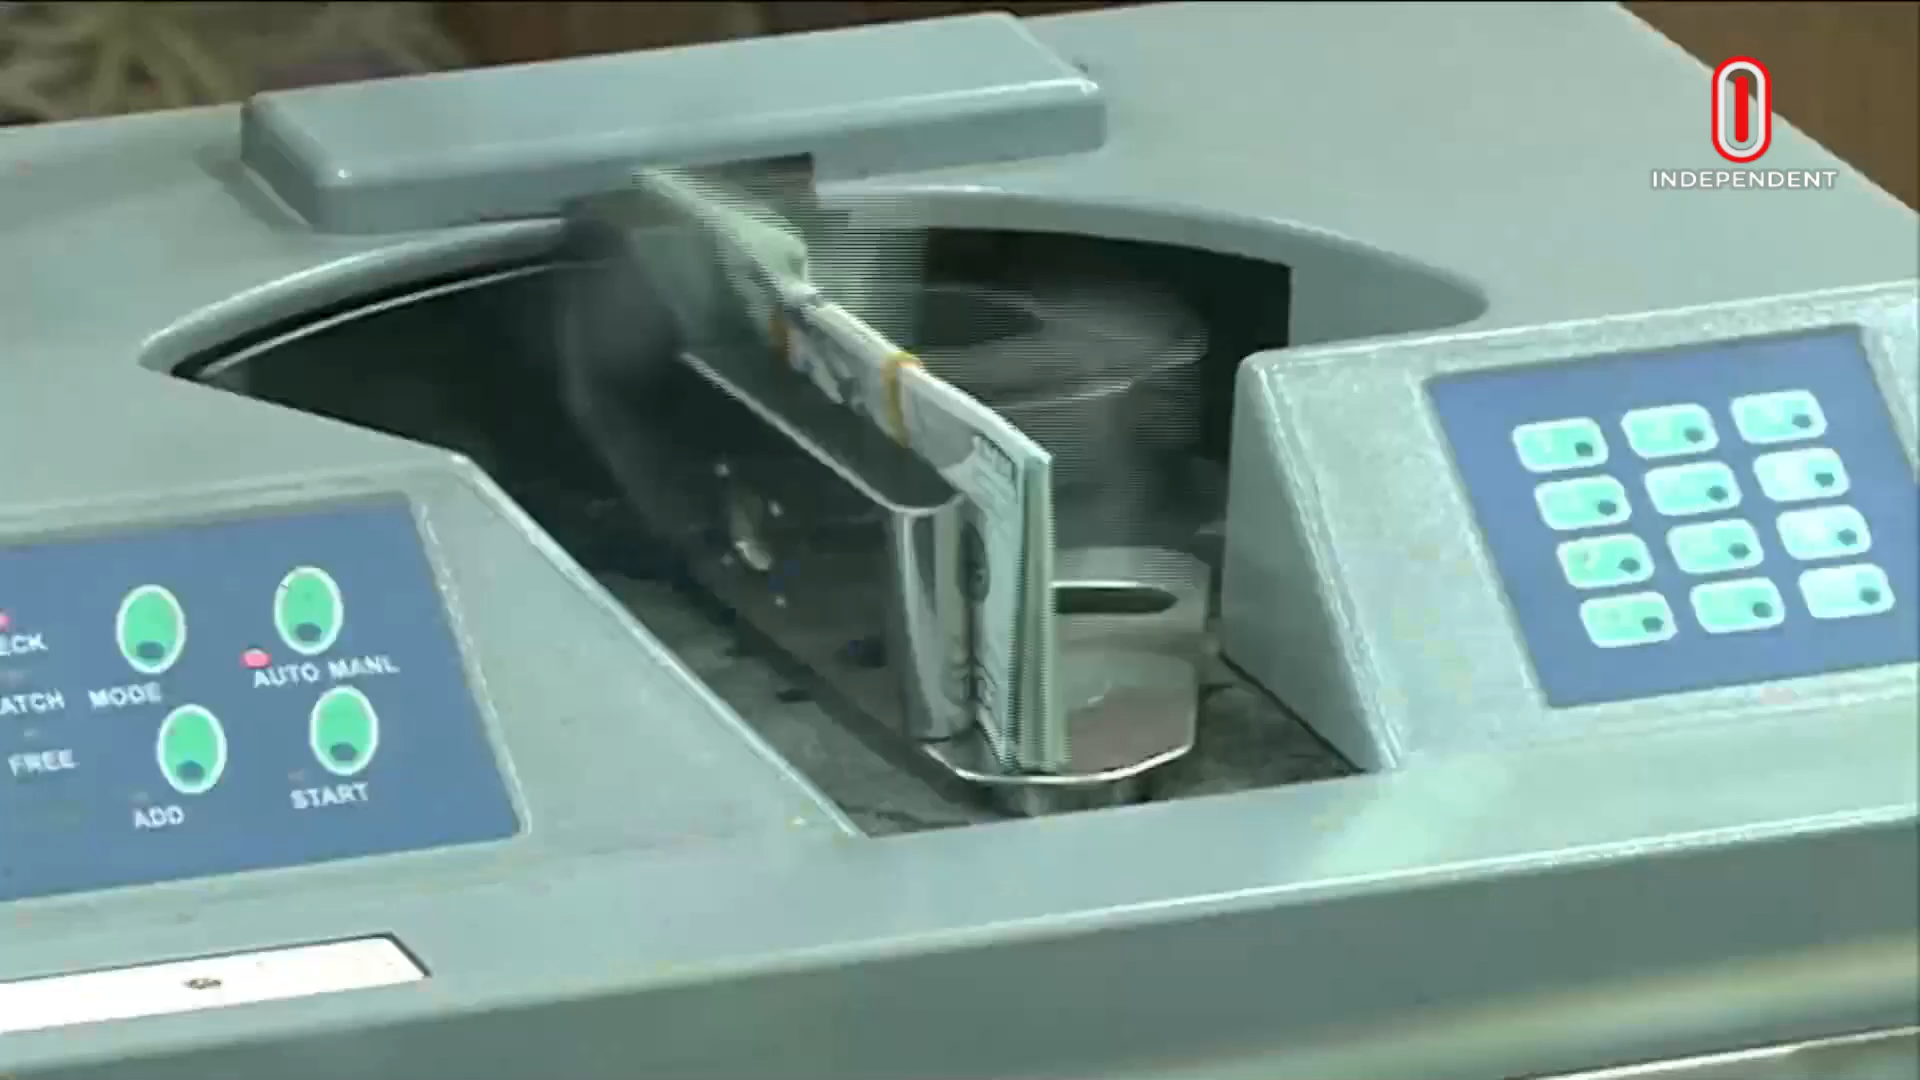 INDEPENDENT
ECK
AUTO MANL
ATCH MODE
FREE
START
ADD